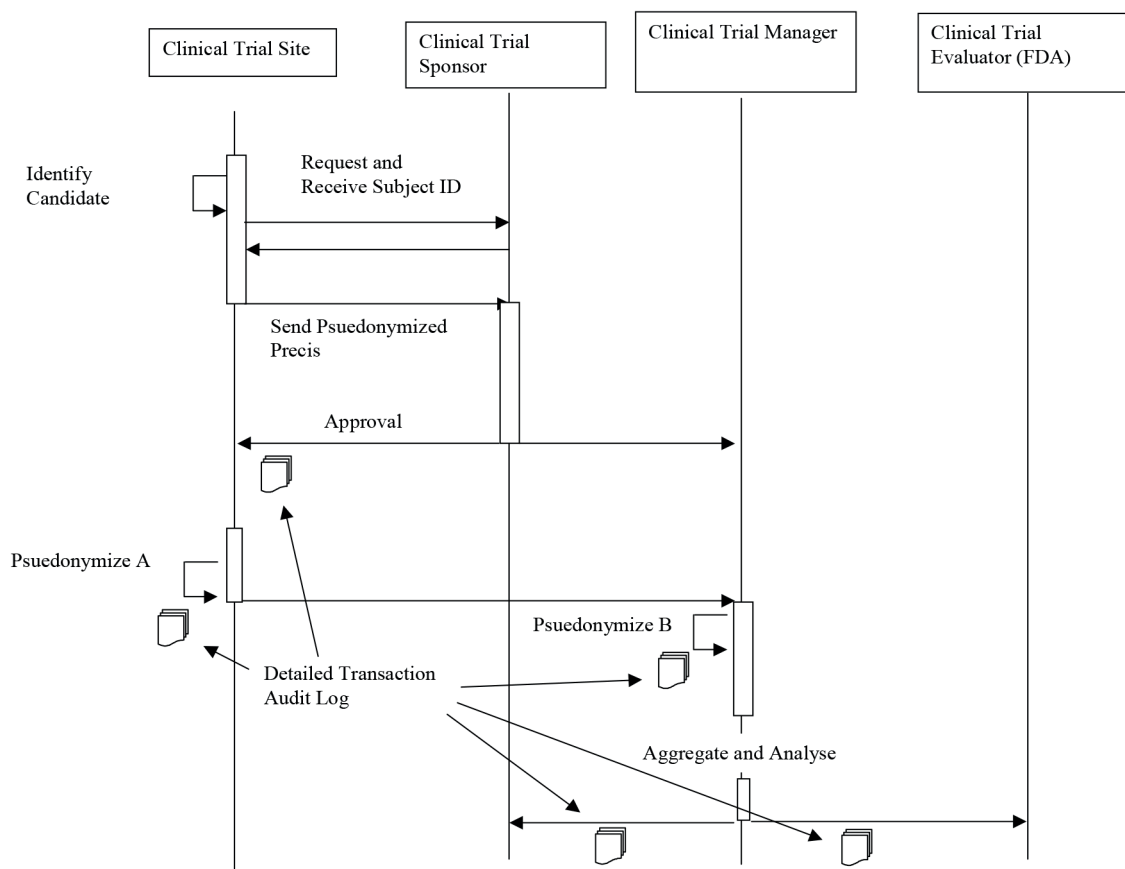 Clinical Trial Site
Clinical Trial
Sponsor
Clinical Trial Manager
Clinical Trial
Evaluator (FDA)
Identify
Candidate
Request and
Receive Subject ID
Send Psuedonymized
Precis
Approval
Psuedonymize A
Psuedonymize B
Detailed Transaction
Audit Log
Aggregate and Analyse